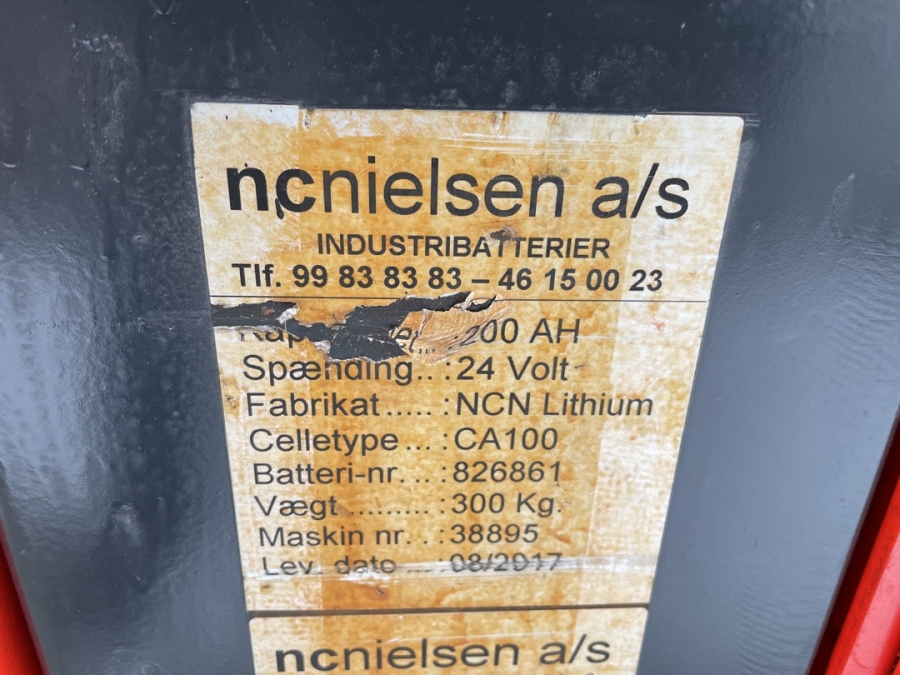 ncnielsen a/s
INDUSTRIBATTERIER
Tlf. 99 83 83 83 – 46 15 00 23
200 AH
Spænding.. : 24 Volt
Fabrikat ..... : NCN Lithium
Celletype ... : CA100
Batteri-nr. .. : 826861
Vægt ......... : 300 Kg.
Maskin nr. . : 38895
Lev. dato ... : 08/2017
ncnielsen a/s